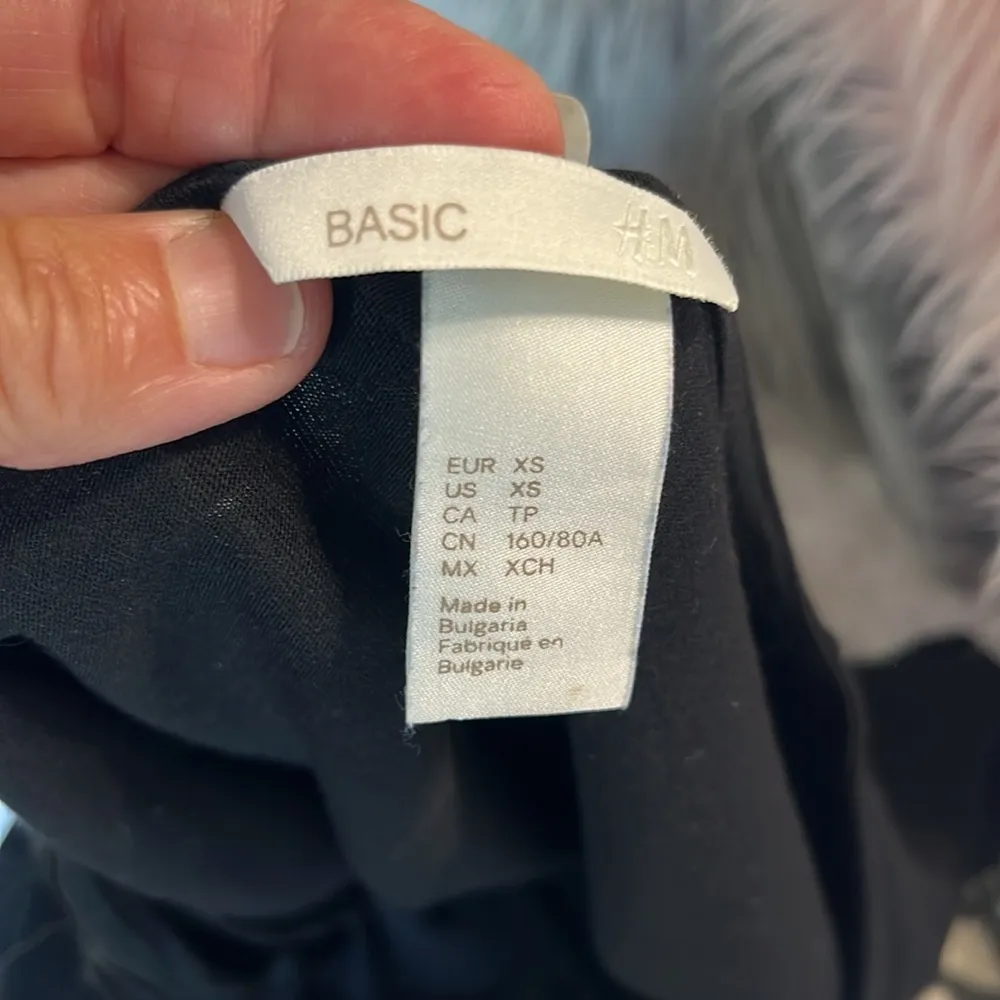 BASIC H&M
EUR XS
US XS
CA TP
CN 160/80A
MX XCH
Made in
Bulgaria
Fabriqué en
Bulgarie